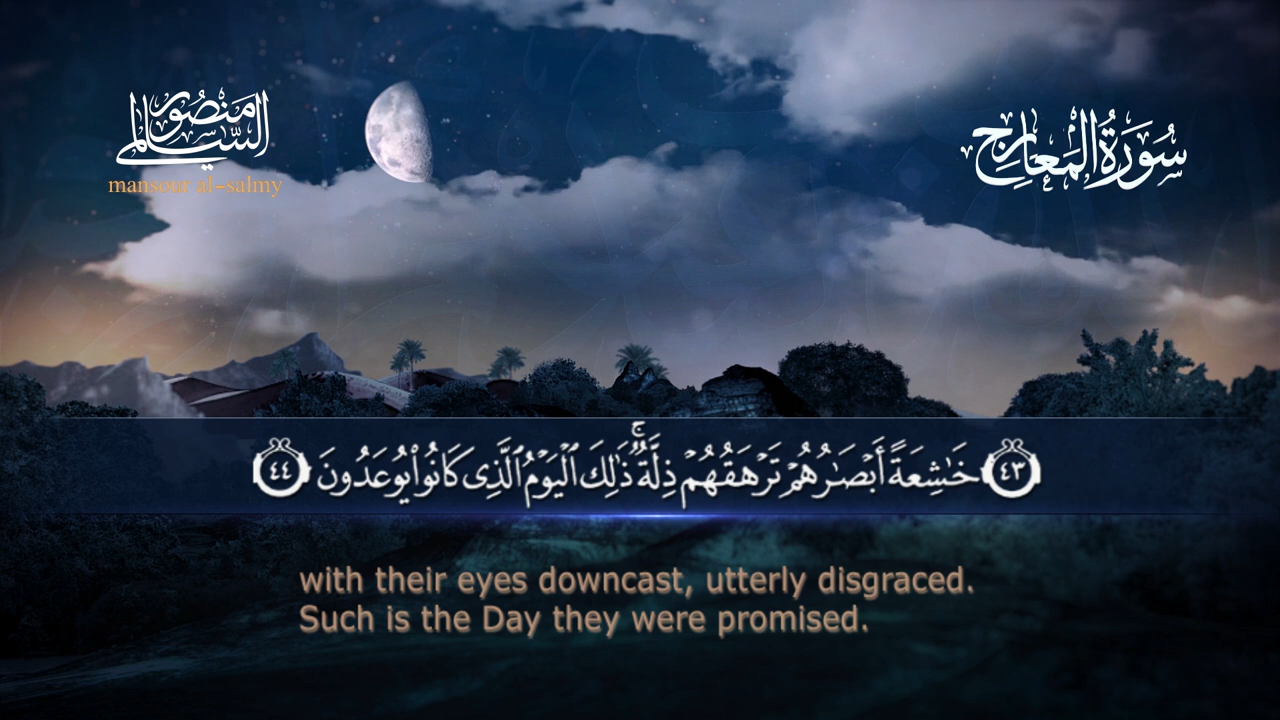 منصور السالمي
mansour al-salmy
سُورَةُ المَعَارِج
٤٣ خَٰشِعَةً أَبْصَٰرُهُمْ تَرْهَقُهُمْ ذِلَّةٌ ۚ ذَٰلِكَ ٱلْيَوْمُ ٱلَّذِى كَانُوا۟ يُوعَدُونَ ٤٤
with their eyes downcast, utterly disgraced.
Such is the Day they were promised.